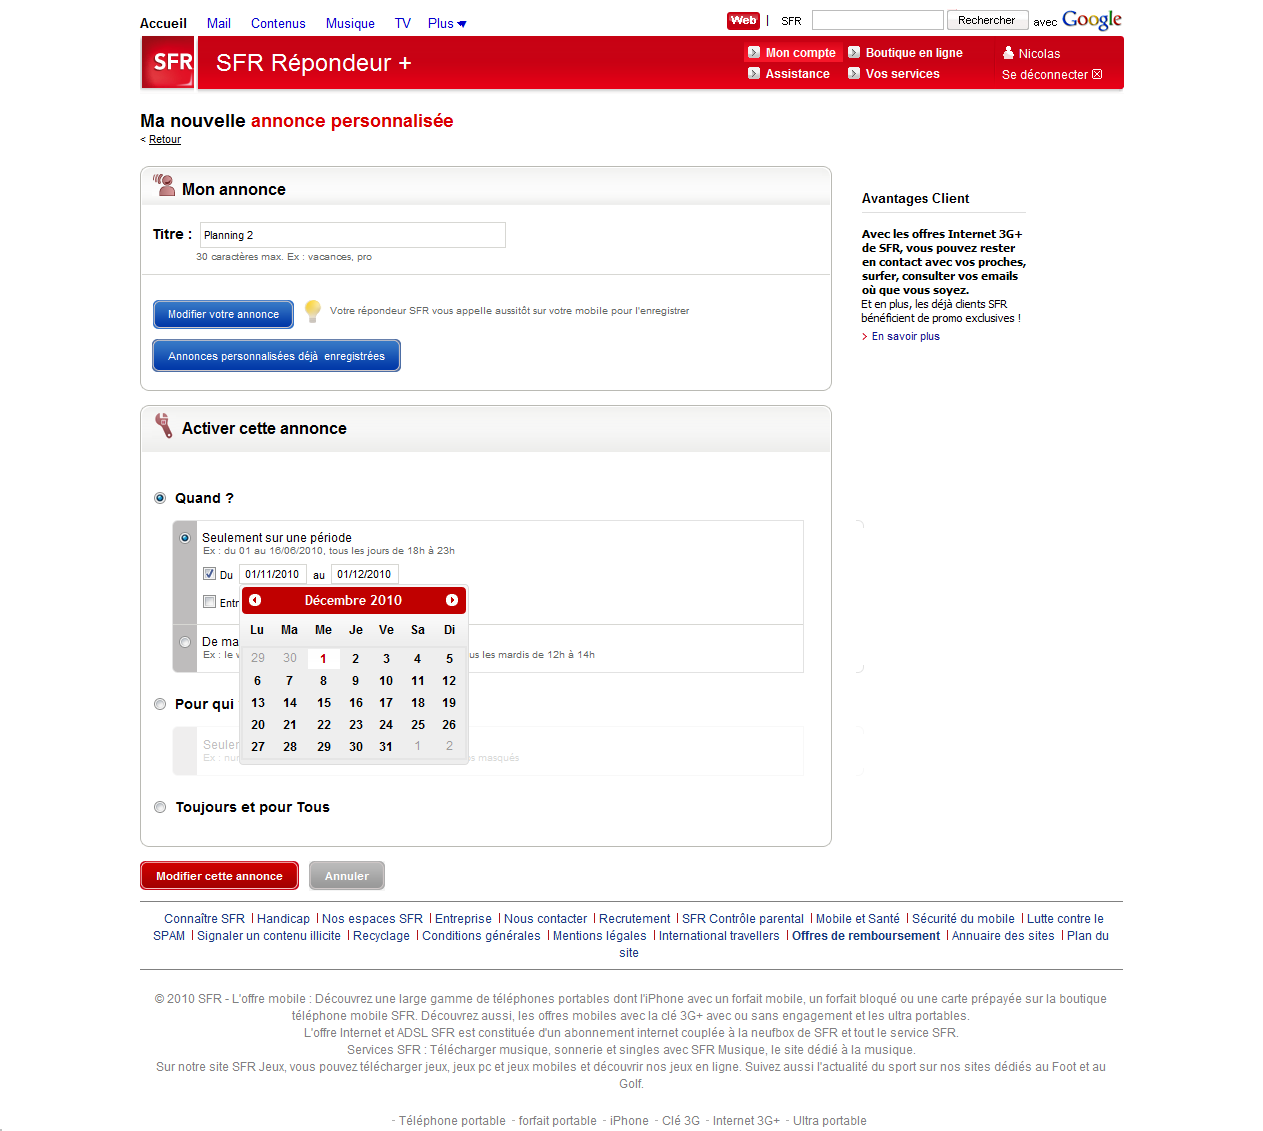 Accueil Mail Contenus Musique TV Plus Web | SFR Rechercher avec Google
SFR SFR Répondeur + Mon compte Boutique en ligne Nicolas
Assistance Vos services Se déconnecter
Ma nouvelle annonce personnalisée
< Retour
Mon annonce
Titre : Planning 2
30 caractères max. Ex : vacances, pro
Modifier votre annonce Votre répondeur SFR vous appelle aussitôt sur votre mobile pour l'enregistrer
Annonces personnalisées déjà enregistrées
Avantages Client
Avec les offres Internet 3G+
de SFR, vous pouvez rester
en contact avec vos proches,
surfer, consulter vos emails
où que vous soyez.
Et en plus, les déjà clients SFR
bénéficient de promo exclusives !
> En savoir plus
Activer cette annonce
Quand ?
Seulement sur une période
Ex : du 01 au 16/06/2010, tous les jours de 18h à 23h
Du 01/11/2010 au 01/12/2010
Entr
Décembre 2010
Lu Ma Me Je Ve Sa Di
29 30 1 2 3 4 5
6 7 8 9 10 11 12
13 14 15 16 17 18 19
20 21 22 23 24 25 26
27 28 29 30 31 1 2
De ma
Ex : le us les mardis de 12h à 14h
Pour qui
Seulem
Ex : s masqués
Toujours et pour Tous
Modifier cette annonce Annuler
Connaître SFR | Handicap | Nos espaces SFR | Entreprise | Nous contacter | Recrutement | SFR Contrôle parental | Mobile et Santé | Sécurité du mobile | Lutte contre le
SPAM | Signaler un contenu illicite | Recyclage | Conditions générales | Mentions légales | International travellers | Offres de remboursement | Annuaire des sites | Plan du
site
© 2010 SFR - L'offre mobile : Découvrez une large gamme de téléphones portables dont l'iPhone avec un forfait mobile, un forfait bloqué ou une carte prépayée sur la boutique
téléphone mobile SFR. Découvrez aussi, les offres mobiles avec la clé 3G+ avec ou sans engagement et les ultra portables.
L'offre Internet et ADSL SFR est constituée d'un abonnement internet couplée à la neufbox de SFR et tout le service SFR.
Services SFR : Télécharger musique, sonnerie et singles avec SFR Musique, le site dédié à la musique.
Sur notre site SFR Jeux, vous pouvez télécharger jeux, jeux pc et jeux mobiles et découvrir nos jeux en ligne. Suivez aussi l'actualité du sport sur nos sites dédiés au Foot et au
Golf.
- Téléphone portable - forfait portable - iPhone - Clé 3G - Internet 3G+ - Ultra portable